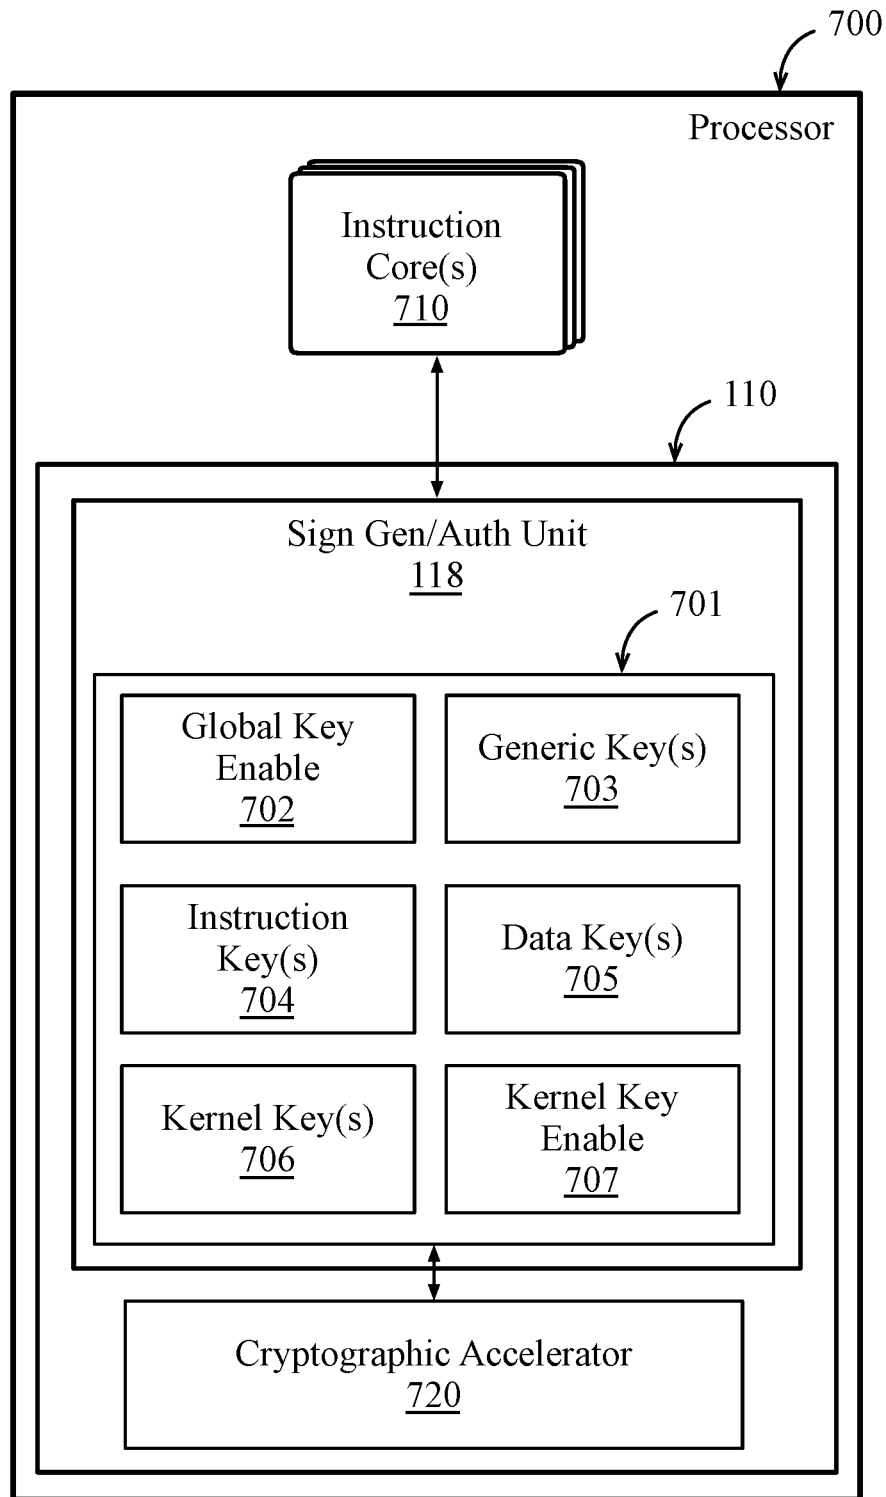 700
Processor
Instruction
Core(s)
710
110
Sign Gen/Auth Unit
118
701
Global Key
Enable
702
Generic Key(s)
703
Instruction
Key(s)
704
Data Key(s)
705
Kernel Key(s)
706
Kernel Key
Enable
707
Cryptographic Accelerator
720